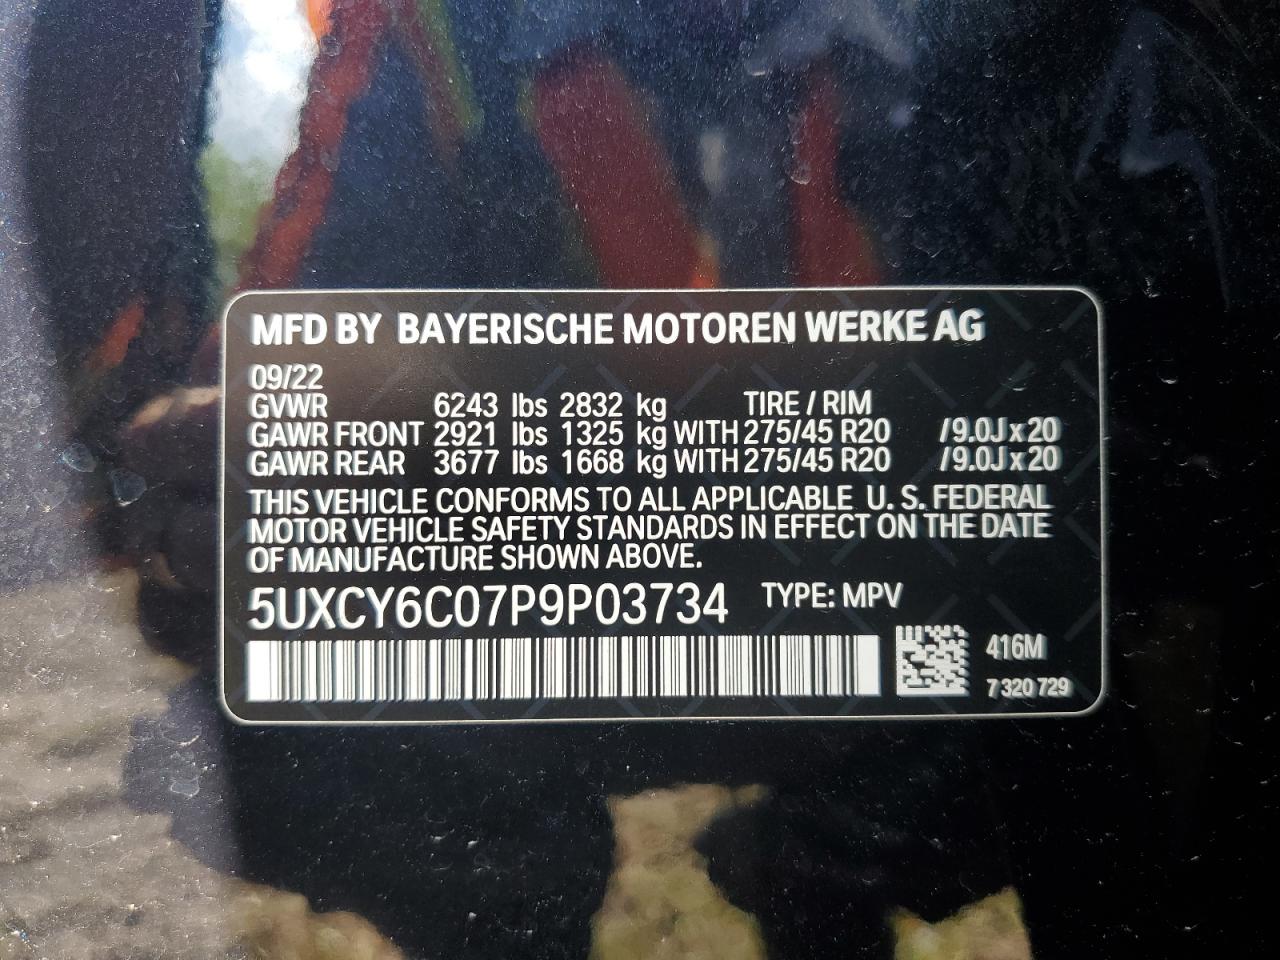 MFD BY BAYERISCHE MOTOREN WERKE AG
09/22
GVWR 6243 lbs 2832 kg TIRE / RIM
GAWR FRONT 2921 lbs 1325 kg WITH 275/45 R20 /9.0J x 20
GAWR REAR 3677 lbs 1668 kg WITH 275/45 R20 /9.0J x 20
THIS VEHICLE CONFORMS TO ALL APPLICABLE U. S. FEDERAL
MOTOR VEHICLE SAFETY STANDARDS IN EFFECT ON THE DATE
OF MANUFACTURE SHOWN ABOVE.
5UXCY6C07P9P03734 TYPE: MPV
416M
7 320 729